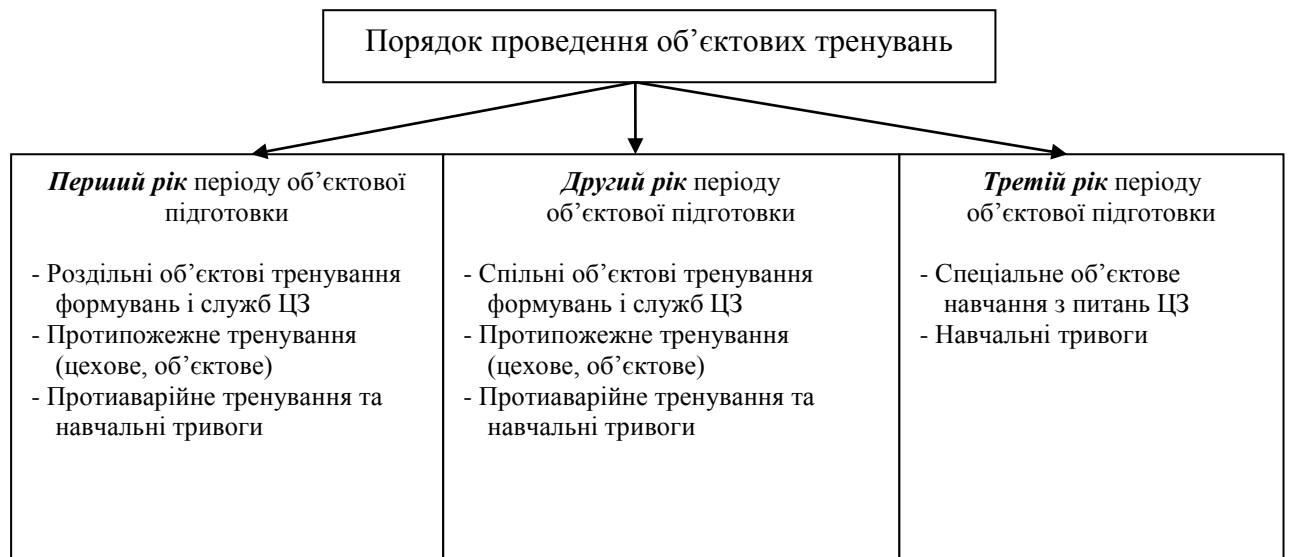 Порядок проведення об’єктових тренувань
Перший рік періоду об’єктової
підготовки
- Роздільні об’єктові тренування
формувань і служб ЦЗ
- Протипожежне тренування
(цехове, об’єктове)
- Протиаварійне тренування та
навчальні тривоги
Другий рік періоду
об’єктової підготовки
- Спільні об’єктові тренування
формувань і служб ЦЗ
- Протипожежне тренування
(цехове, об’єктове)
- Протиаварійне тренування та
навчальні тривоги
Третій рік періоду
об’єктової підготовки
- Спеціальне об’єктове
навчання з питань ЦЗ
- Навчальні тривоги